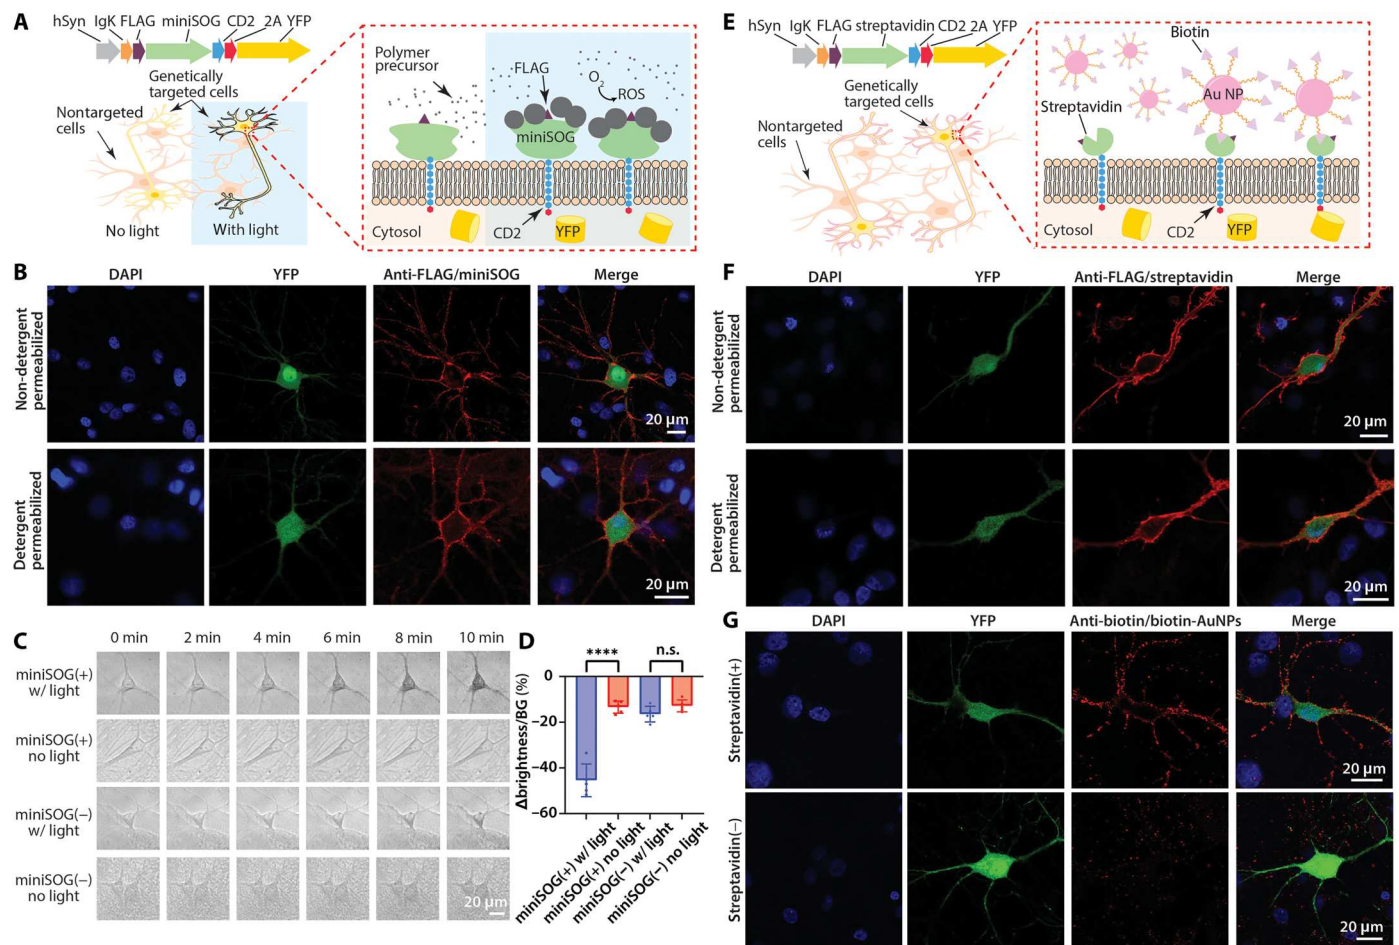 A
hSyn IgK FLAG miniSOG CD2 2A YFP
Genetically
targeted cells
Nontargeted
cells
No light
With light
Polymer
precursor
FLAG
O2
ROS
miniSOG
Cytosol
CD2
YFP
E
hSyn IgK FLAG streptavidin CD2 2A YFP
Genetically
targeted cells
Nontargeted
cells
Biotin
Au NP
Streptavidin
Cytosol
CD2
YFP
B
DAPI YFP Anti-FLAG/miniSOG Merge
Non-detergent
permeabilized
20 μm
Detergent
permeabilized
20 μm
F
DAPI YFP Anti-FLAG/streptavidin Merge
Non-detergent
permeabilized
20 μm
Detergent
permeabilized
20 μm
C
0 min 2 min 4 min 6 min 8 min 10 min
miniSOG(+)
w/ light
miniSOG(+)
no light
miniSOG(−)
w/ light
miniSOG(−)
no light
20 μm
D
**** n.s.
0
−20
−40
−60
Δbrightness/BG (%)
miniSOG(+) w/ light
miniSOG(+) no light
miniSOG(−) w/ light
miniSOG(−) no light
G
DAPI YFP Anti-biotin/biotin-AuNPs Merge
Streptavidin(+)
20 μm
Streptavidin(−)
20 μm